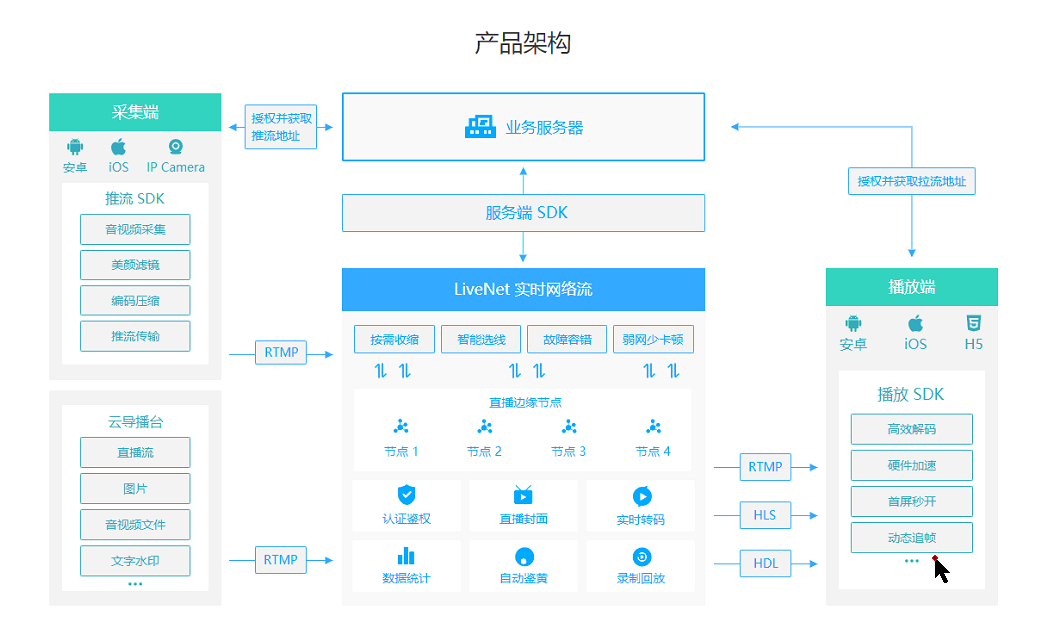 产品架构
采集端
安卓
iOS
IP Camera
推流 SDK
音视频采集
美颜滤镜
编码压缩
推流传输
云导播台
直播流
图片
音视频文件
文字水印
...
授权并获取
推流地址
RTMP
RTMP
业务服务器
服务端 SDK
LiveNet 实时网络流
按需收缩
智能选线
故障容错
弱网少卡顿
直播边缘节点
节点 1
节点 2
节点 3
节点 4
认证鉴权
直播封面
实时转码
数据统计
自动鉴黄
录制回放
授权并获取拉流地址
RTMP
HLS
HDL
播放端
安卓
iOS
H5
播放 SDK
高效解码
硬件加速
首屏秒开
动态追帧
...